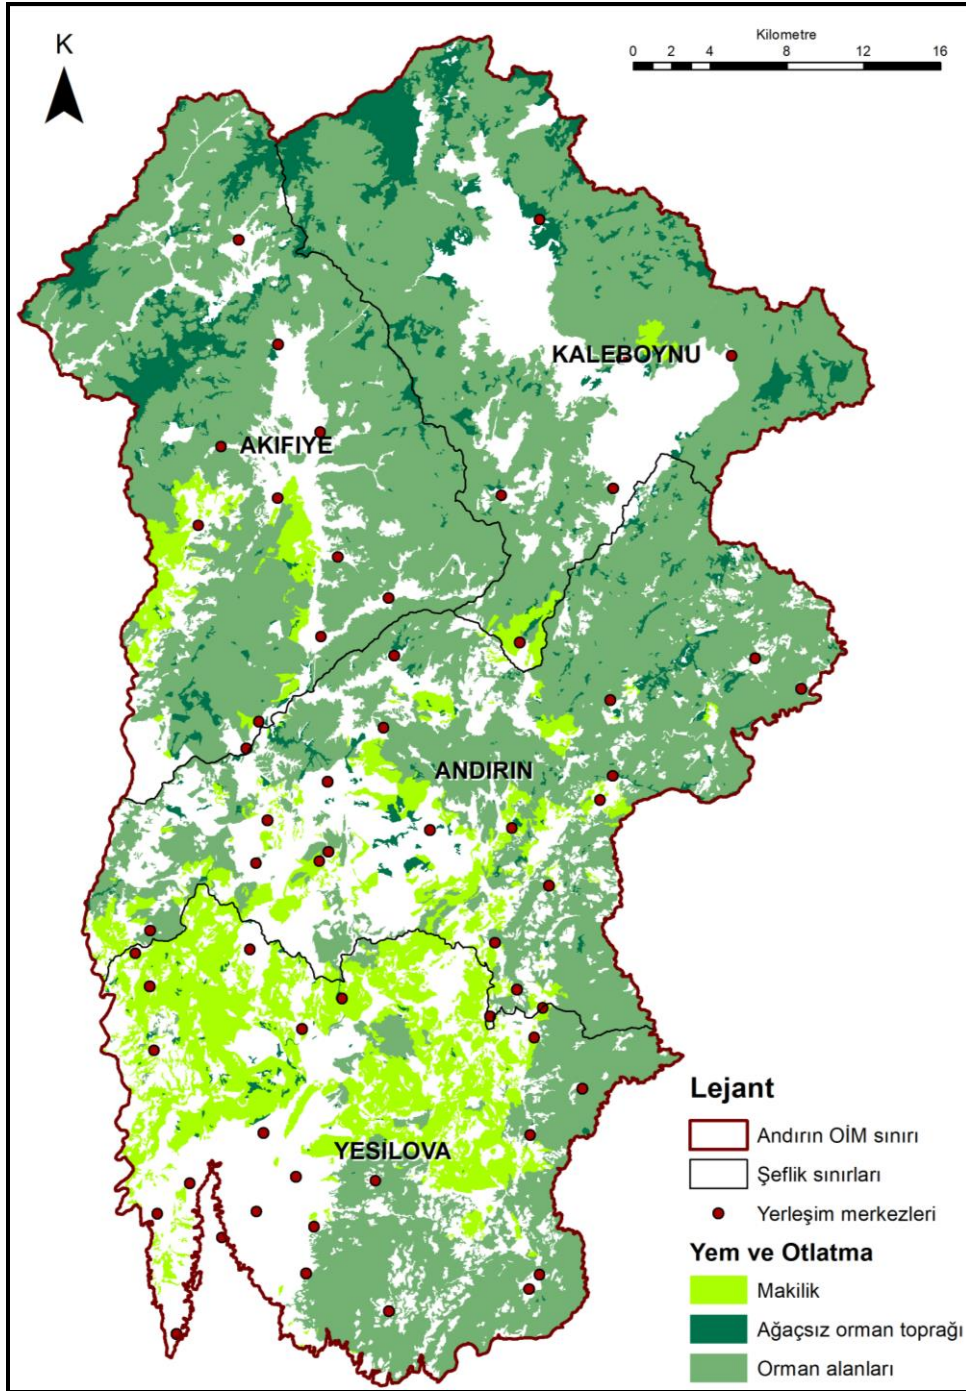 K
Kilometre
0 2 4 8 12 16
KALEBOYNU
AKIFIYE
ANDIRIN
YESILOVA
Lejant
Andırın OİM sınırı
Şeflik sınırları
Yerleşim merkezleri
Yem ve Otlatma
Makilik
Ağaçsız orman toprağı
Orman alanları